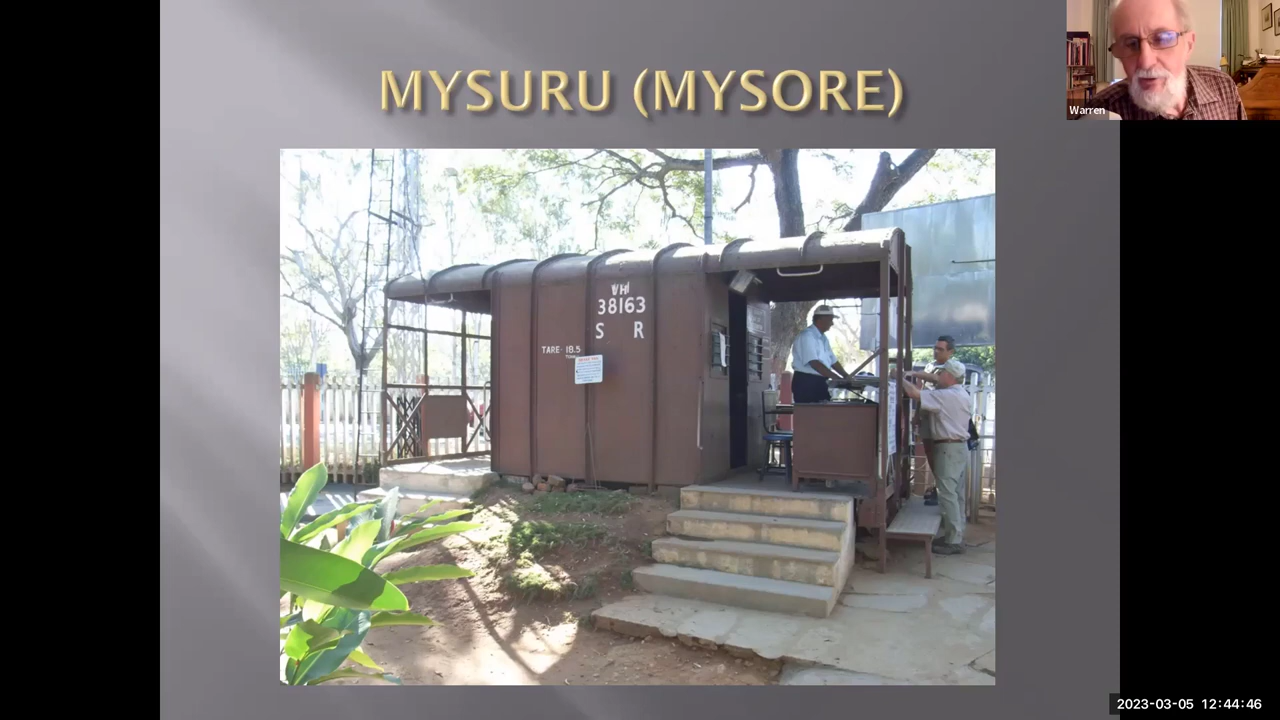 MYSURU (MYSORE)
Warren
VH
38163
S R
TARE 18.5
2023-03-05 12:44:46